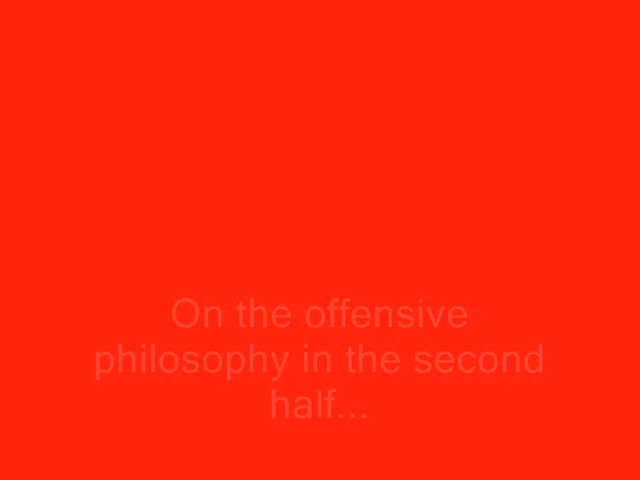 On the offensive
philosophy in the second
half...